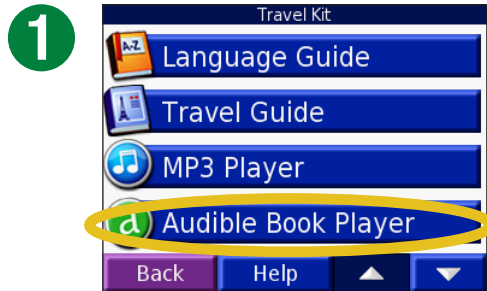 1
Travel Kit
A-Z
Language Guide
Travel Guide
MP3 Player
a Audible Book Player
Back Help